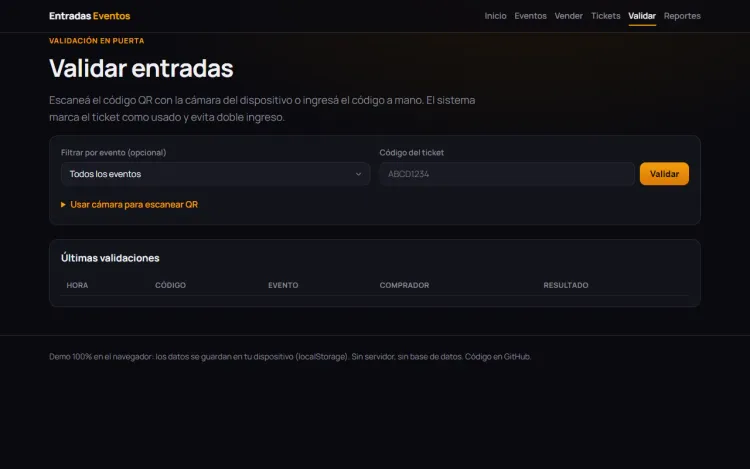 Entradas Eventos
Inicio Eventos Vender Tickets Validar Reportes
VALIDACIÓN EN PUERTA
Validar entradas
Escaneá el código QR con la cámara del dispositivo o ingresá el código a mano. El sistema
marca el ticket como usado y evita doble ingreso.
Filtrar por evento (opcional)
Código del ticket
Todos los eventos
ABCD1234
Validar
Usar cámara para escanear QR
Últimas validaciones
HORA CÓDIGO EVENTO COMPRADOR RESULTADO
Demo 100% en el navegador: los datos se guardan en tu dispositivo (localStorage). Sin servidor, sin base de datos. Código en GitHub.